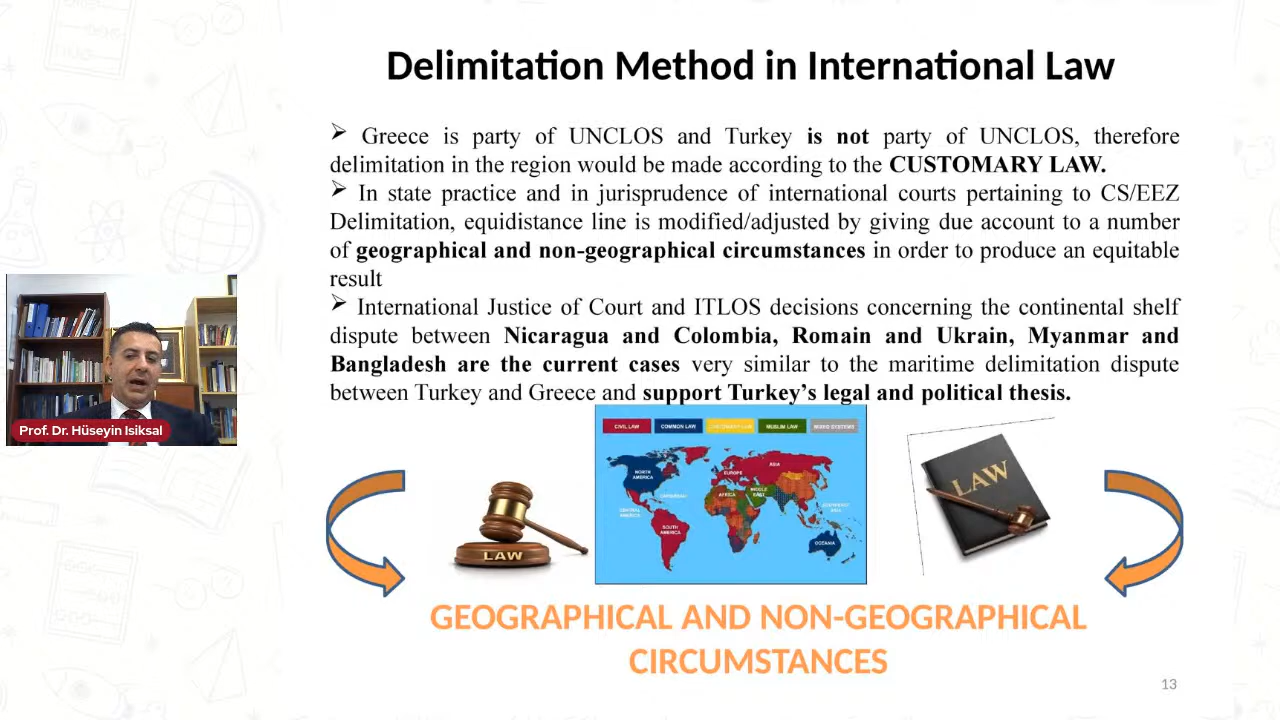 Delimitation Method in International Law
➢ Greece is party of UNCLOS and Turkey is not party of UNCLOS, therefore
delimitation in the region would be made according to the CUSTOMARY LAW.
➢ In state practice and in jurisprudence of international courts pertaining to CS/EEZ
Delimitation, equidistance line is modified/adjusted by giving due account to a number
of geographical and non-geographical circumstances in order to produce an equitable
result
➢ International Justice of Court and ITLOS decisions concerning the continental shelf
dispute between Nicaragua and Colombia, Romain and Ukrain, Myanmar and
Bangladesh are the current cases very similar to the maritime delimitation dispute
between Turkey and Greece and support Turkey's legal and political thesis.
Prof. Dr. Hüseyin Isiksal
CIVIL LAW COMMON LAW CUSTOMARY LAW MUSLIM LAW MIXED SYSTEMS
NORTH
AMERICA
EUROPE
ASIA
CARIBBEAN
AFRICA
MIDDLE
EAST
CENTRAL
AMERICA
SOUTHEAST
ASIA
SOUTH
AMERICA
OCEANIA
LAW
LAW
GEOGRAPHICAL AND NON-GEOGRAPHICAL
CIRCUMSTANCES
13